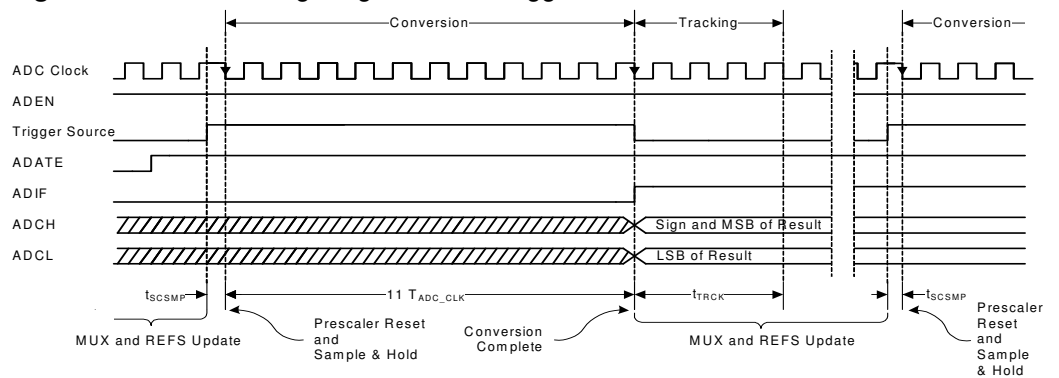 Conversion
Tracking
Conversion
ADC Clock
ADEN
Trigger Source
ADATE
ADIF
ADCH
Sign and MSB of Result
ADCL
LSB of Result
tSCSMP
11 TADC_CLK
tTRCK
tSCSMP
MUX and REFS Update
Prescaler Reset
and
Sample & Hold
Conversion
Complete
MUX and REFS Update
Prescaler
Reset
and
Sample
& Hold